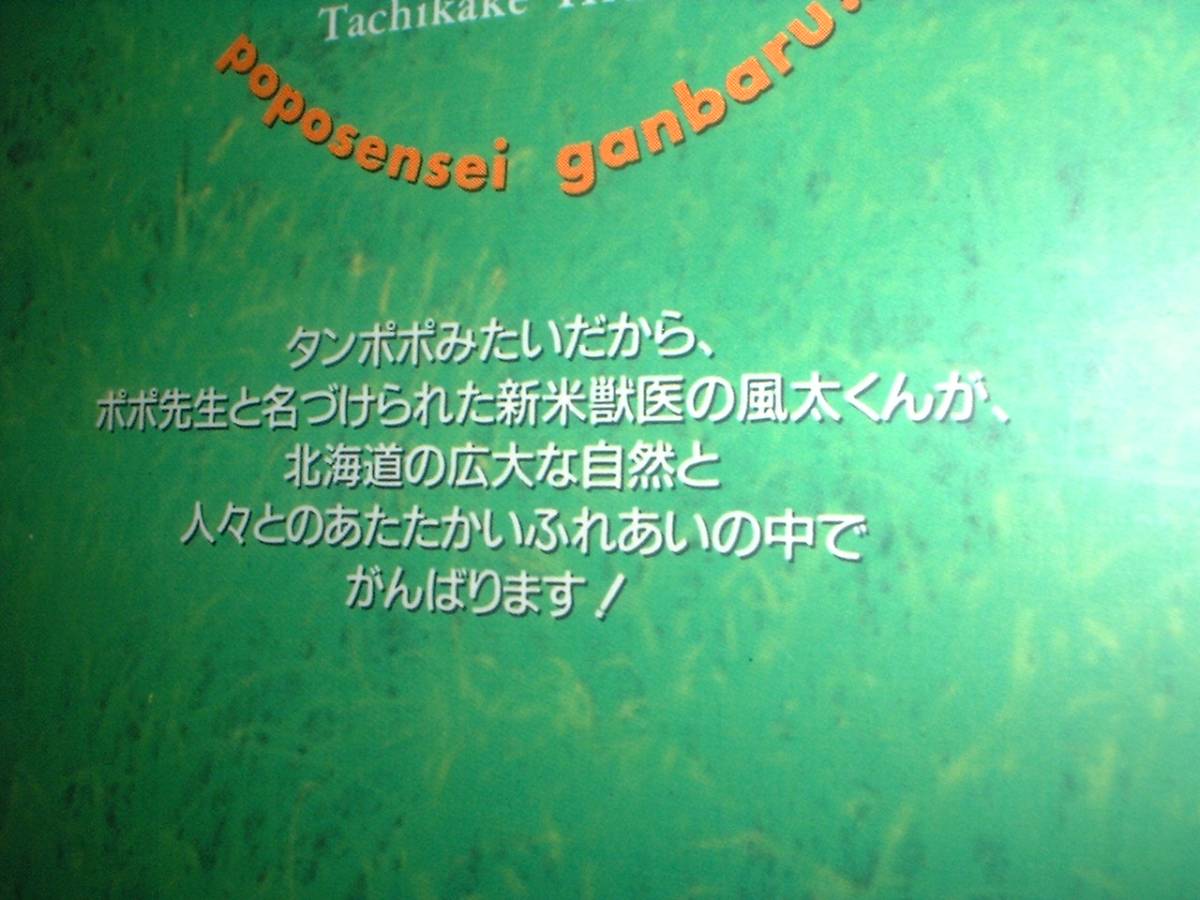 Tachikake
poposensei ganbaru!
タンポポみたいだから、
ポポ先生と名づけられた新米獣医の風太くんが、
北海道の広大な自然と
人々とのあたたかいふれあいの中で
がんばります！